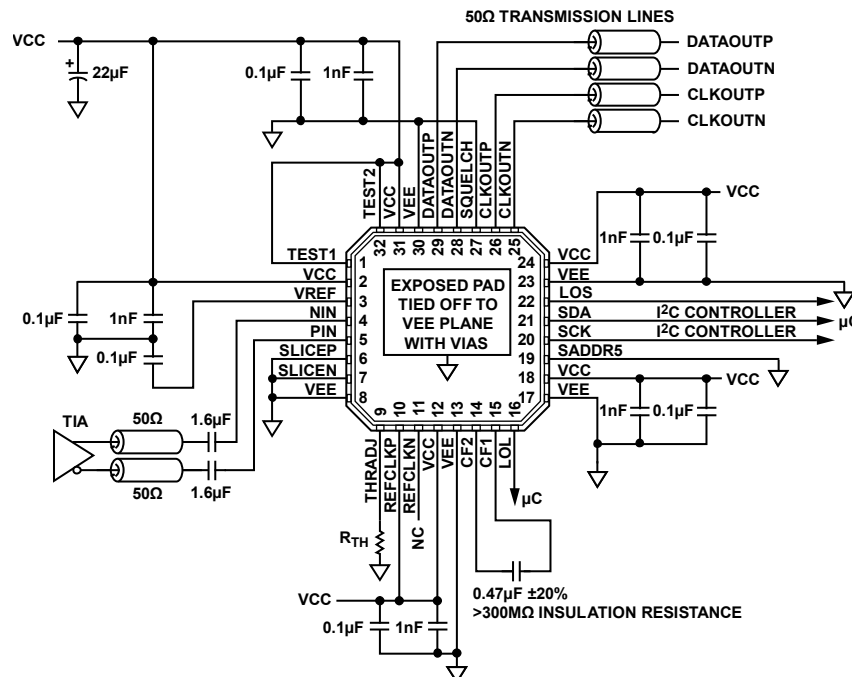 50Ω TRANSMISSION LINES
VCC
DATAOUTP
+
22µF
0.1µF
1nF
DATAOUTN
CLKOUTP
CLKOUTN
TEST2
VCC
VEE
DATAOUTP
DATAOUTN
SQUELCH
CLKOUTP
CLKOUTN
VCC
32
31
30
29
28
27
26
25
1nF
0.1µF
TEST1
1
24
VCC
VCC
2
23
VEE
VREF
3
22
LOS
NIN
4
21
SDA
I²C CONTROLLER
µC
PIN
5
20
SCK
I²C CONTROLLER
SLICEP
6
19
SADDR5
SLICEN
7
18
VCC
VCC
VEE
8
17
VEE
EXPOSED PAD
TIED OFF TO
VEE PLANE
WITH VIAS
0.1µF
1nF
0.1µF
1nF
0.1µF
TIA
50Ω
1.6µF
50Ω
1.6µF
9
10
11
12
13
14
15
16
THRADJ
REFCLKP
REFCLKN
VCC
VEE
CF2
CF1
LOL
µC
NC
RTH
0.47µF ±20%
>300MΩ INSULATION RESISTANCE
VCC
0.1µF
1nF